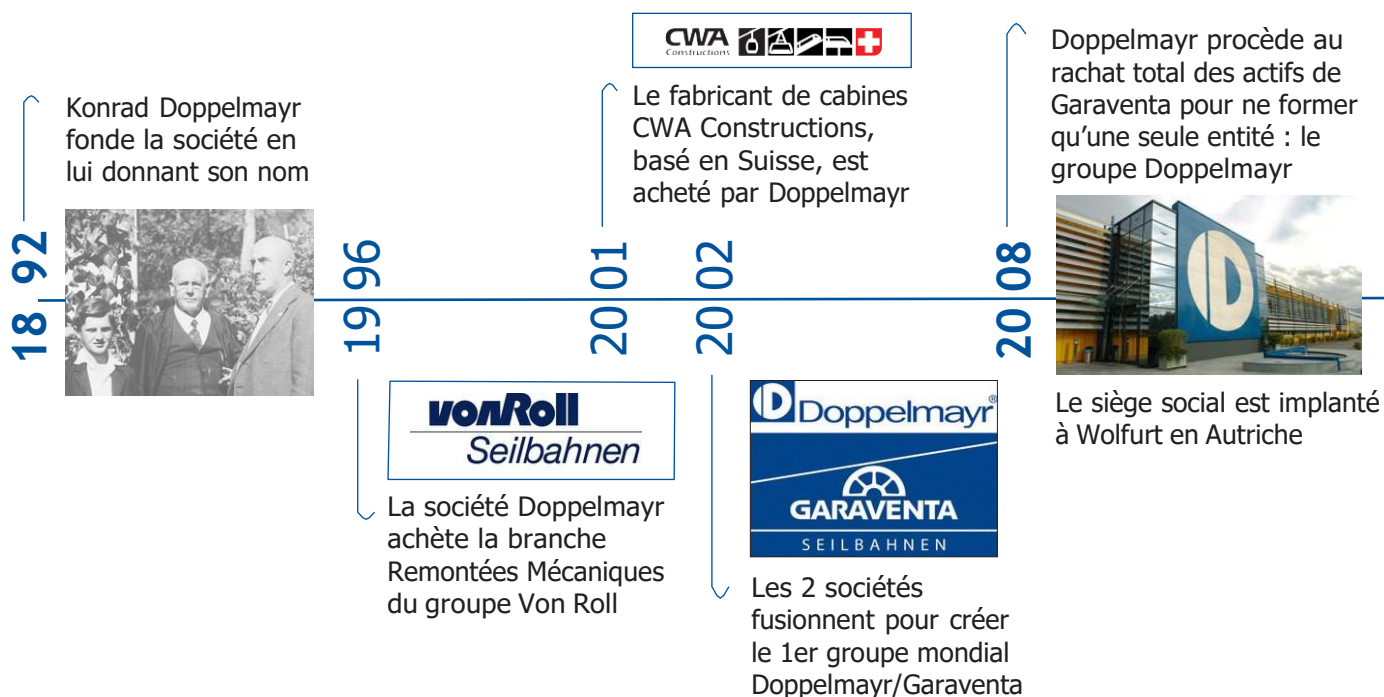 18 92
Konrad Doppelmayr
fonde la société en
lui donnant son nom
19 96
vonRoll
Seilbahnen
La société Doppelmayr
achète la branche
Remontées Mécaniques
du groupe Von Roll
20 01
CWA
Constructions
Le fabricant de cabines
CWA Constructions,
basé en Suisse, est
acheté par Doppelmayr
20 02
Doppelmayr®
GARAVENTA
SEILBAHNEN
Les 2 sociétés
fusionnent pour créer
le 1er groupe mondial
Doppelmayr/Garaventa
20 08
Doppelmayr procède au
rachat total des actifs de
Garaventa pour ne former
qu’une seule entité : le
groupe Doppelmayr
Le siège social est implanté
à Wolfurt en Autriche